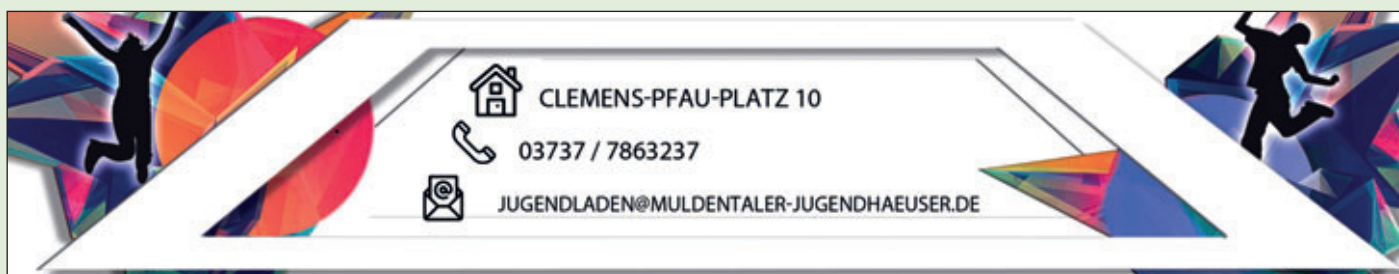 CLEMENS-PFAU-PLATZ 10
03737 / 7863237
JUGENDLADEN@MULDENTALER-JUGENDHAEUSER.DE